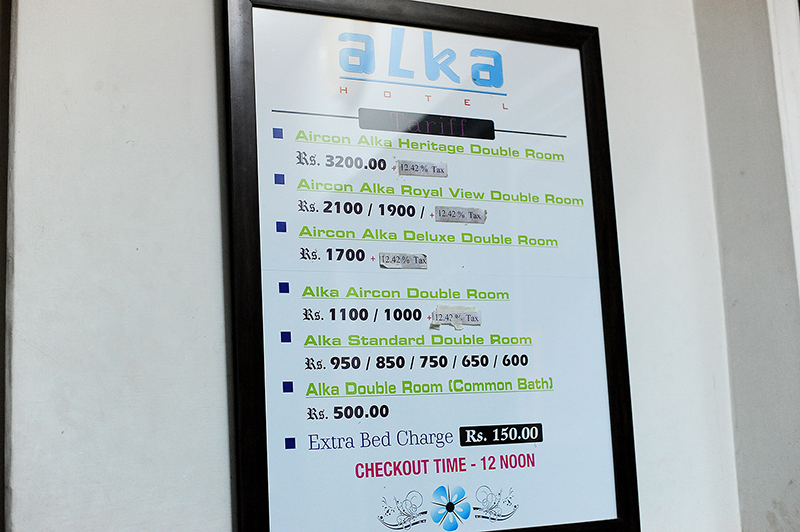 alka
HOTEL
Tariff
Aircon Alka Heritage Double Room
Rs. 3200.00 + 12.42% Tax
Aircon Alka Royal View Double Room
Rs. 2100 / 1900 / + 12.42% Tax
Aircon Alka Deluxe Double Room
Rs. 1700 + 12.42% Tax
Alka Aircon Double Room
Rs. 1100 / 1000 + 12.42% Tax
Alka Standard Double Room
Rs. 950 / 850 / 750 / 650 / 600
Alka Double Room (Common Bath)
Rs. 500.00
Extra Bed Charge Rs. 150.00
CHECKOUT TIME - 12 NOON